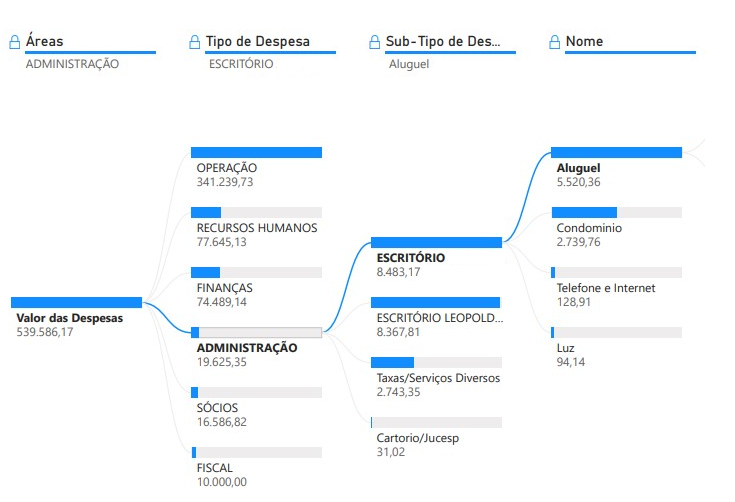 Áreas
ADMINISTRAÇÃO
Tipo de Despesa
ESCRITÓRIO
Sub-Tipo de Des...
Aluguel
Nome
Valor das Despesas
539.586,17
OPERAÇÃO
341.239,73
RECURSOS HUMANOS
77.645,13
FINANÇAS
74.489,14
ADMINISTRAÇÃO
19.625,35
SÓCIOS
16.586,82
FISCAL
10.000,00
ESCRITÓRIO
8.483,17
ESCRITÓRIO LEOPOLD...
8.367,81
Taxas/Serviços Diversos
2.743,35
Cartorio/Jucesp
31,02
Aluguel
5.520,36
Condominio
2.739,76
Telefone e Internet
128,91
Luz
94,14